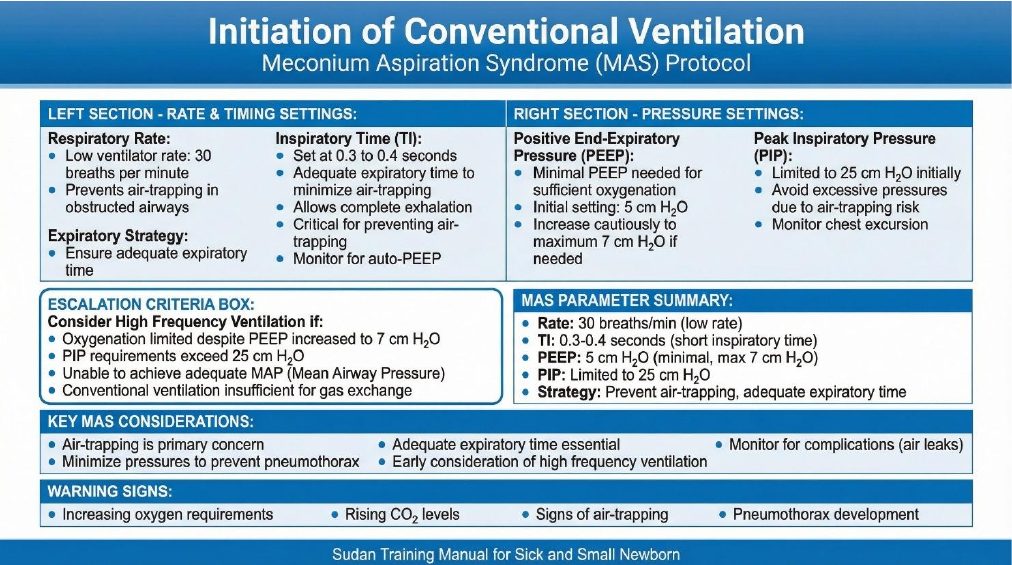 Initiation of Conventional Ventilation
Meconium Aspiration Syndrome (MAS) Protocol
LEFT SECTION - RATE & TIMING SETTINGS:
Respiratory Rate:
• Low ventilator rate: 30
breaths per minute
• Prevents air-trapping in
obstructed airways
Expiratory Strategy:
• Ensure adequate expiratory
time
Inspiratory Time (TI):
• Set at 0.3 to 0.4 seconds
• Adequate expiratory time to
minimize air-trapping
• Allows complete exhalation
• Critical for preventing air-
trapping
• Monitor for auto-PEEP
RIGHT SECTION - PRESSURE SETTINGS:
Positive End-Expiratory
Pressure (PEEP):
• Minimal PEEP needed for
sufficient oxygenation
• Initial setting: 5 cm H₂O
• Increase cautiously to
maximum 7 cm H₂O if
needed
Peak Inspiratory Pressure
(PIP):
• Limited to 25 cm H₂O initially
• Avoid excessive pressures
due to air-trapping risk
• Monitor chest excursion
ESCALATION CRITERIA BOX:
Consider High Frequency Ventilation if:
• Oxygenation limited despite PEEP increased to 7 cm H₂O
• PIP requirements exceed 25 cm H₂O
• Unable to achieve adequate MAP (Mean Airway Pressure)
• Conventional ventilation insufficient for gas exchange
MAS PARAMETER SUMMARY:
• Rate: 30 breaths/min (low rate)
• TI: 0.3-0.4 seconds (short inspiratory time)
• PEEP: 5 cm H₂O (minimal, max 7 cm H₂O)
• PIP: Limited to 25 cm H₂O
• Strategy: Prevent air-trapping, adequate expiratory time
KEY MAS CONSIDERATIONS:
• Air-trapping is primary concern
• Minimize pressures to prevent pneumothorax
• Adequate expiratory time essential
• Early consideration of high frequency ventilation
• Monitor for complications (air leaks)
WARNING SIGNS:
• Increasing oxygen requirements
• Rising CO₂ levels
• Signs of air-trapping
• Pneumothorax development
Sudan Training Manual for Sick and Small Newborn